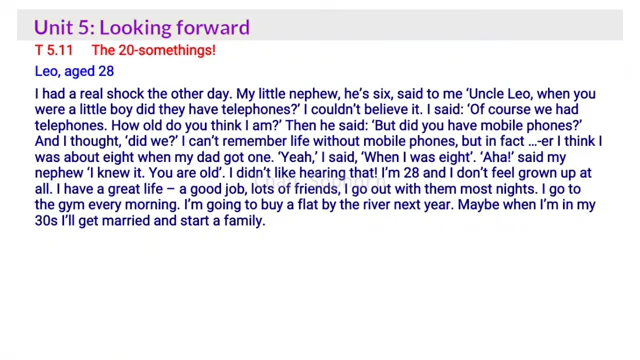 Unit 5: Looking forward
T 5.11 The 20-somethings!
Leo, aged 28
I had a real shock the other day. My little nephew, he's six, said to me 'Uncle Leo, when you
were a little boy did they have telephones?' I couldn't believe it. I said: 'Of course we had
telephones. How old do you think I am?' Then he said: 'But did you have mobile phones?'
And I thought, 'did we?' I can't remember life without mobile phones, but in fact …-er I think I
was about eight when my dad got one. 'Yeah,' I said, 'When I was eight'. 'Aha!' said my
nephew 'I knew it. You are old'. I didn't like hearing that! I'm 28 and I don't feel grown up at
all. I have a great life – a good job, lots of friends, I go out with them most nights. I go to
the gym every morning. I'm going to buy a flat by the river next year. Maybe when I'm in my
30s I'll get married and start a family.